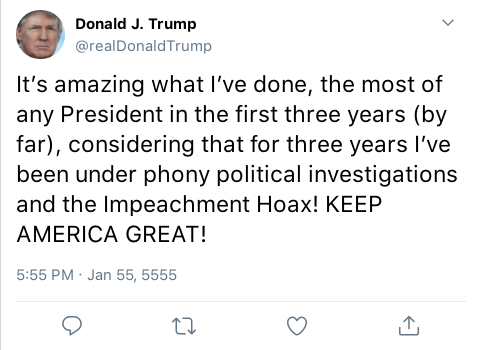 Donald J. Trump
@realDonaldTrump
It's amazing what I've done, the most of
any President in the first three years (by
far), considering that for three years I've
been under phony political investigations
and the Impeachment Hoax! KEEP
AMERICA GREAT!
5:55 PM · Jan 55, 5555